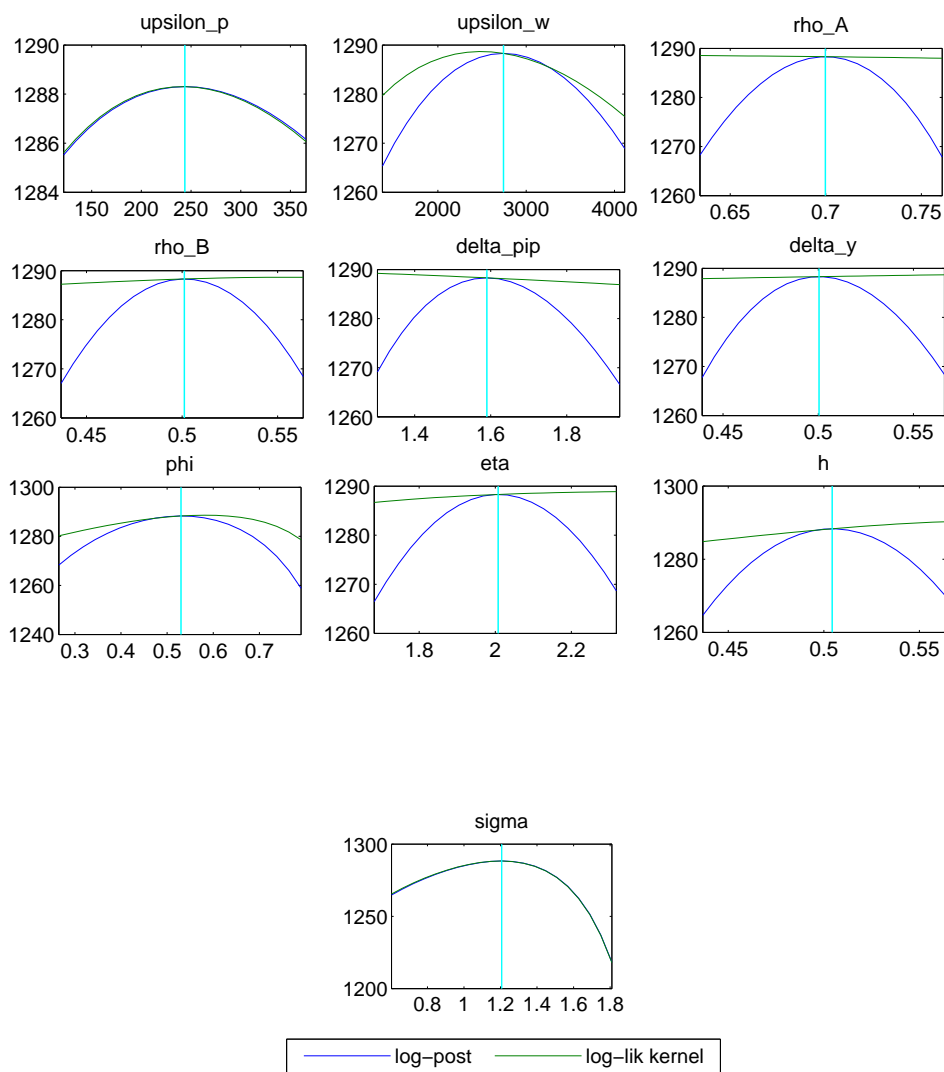 upsilon_p
upsilon_w
rho_A
1290
1288
1286
1284
150 200 250 300 350
1290
1280
1270
1260
2000 3000 4000
1290
1280
1270
1260
0.65 0.7 0.75
rho_B
delta_pip
delta_y
1290
1280
1270
1260
0.45 0.5 0.55
1290
1280
1270
1260
1.4 1.6 1.8
1290
1280
1270
1260
0.45 0.5 0.55
phi
eta
h
1300
1280
1260
1240
0.3 0.4 0.5 0.6 0.7
1290
1280
1270
1260
1.8 2 2.2
1300
1280
1260
0.45 0.5 0.55
sigma
1300
1250
1200
0.8 1 1.2 1.4 1.6 1.8
log−post log−lik kernel